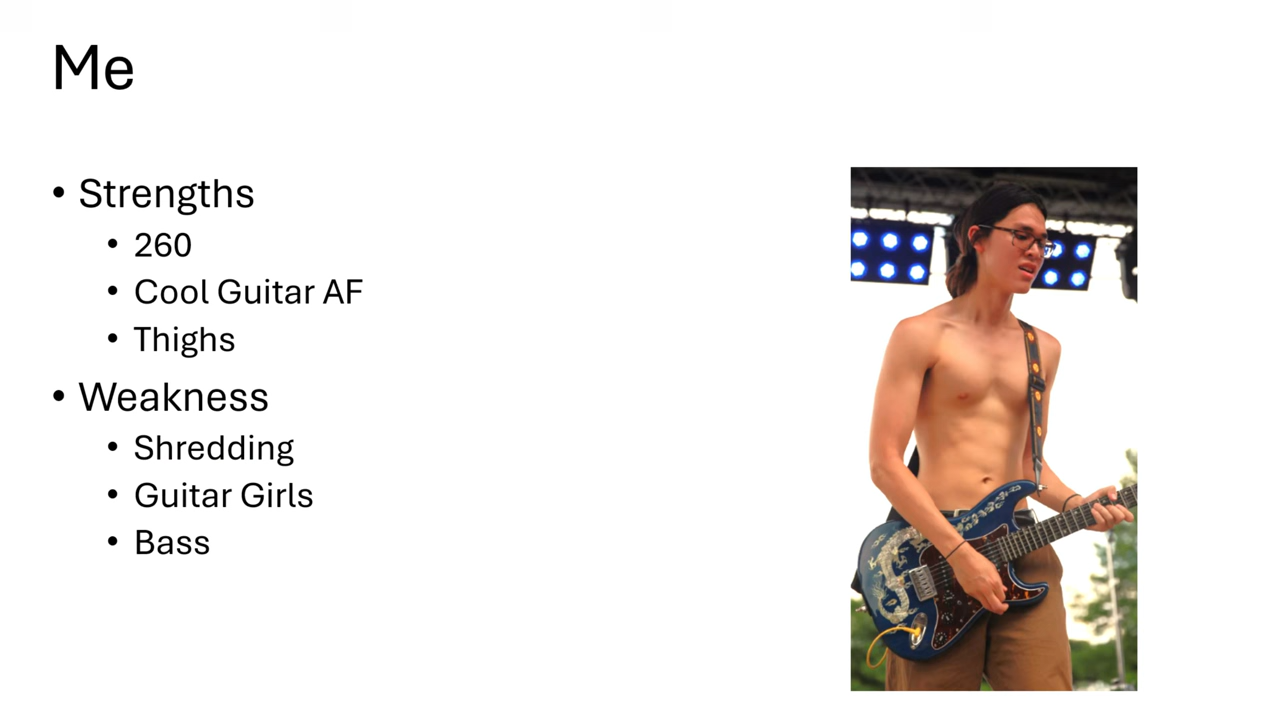 Me
• Strengths
• 260
• Cool Guitar AF
• Thighs
• Weakness
• Shredding
• Guitar Girls
• Bass